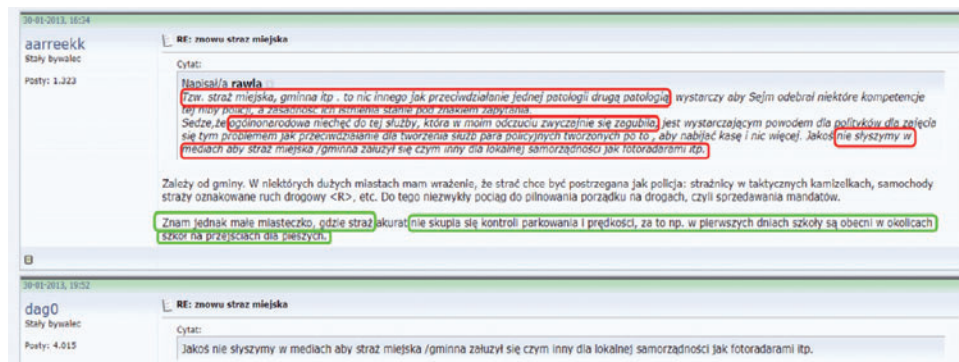 30-01-2013, 16:34
aarreekk
Stały bywalec
Posty: 1.323
RE: znowu straz miejska
Cytat:
Napisał/a rawla
Tzw. straż miejska, gminna itp . to nic innego jak przeciwdziałanie jednej patologii drugą patologią, wystarczy aby Sejm odebrał niektóre kompetencje
tej niby policji, a zasadność ich istnienia stanie pod znakiem zapytania.
Sedze,że ogólnonarodowa niechęć do tej służby, która w moim odczuciu zwyczajnie się zagubiła, jest wystarczającym powodem dla polityków dla zajęcia
się tym problemem jak przeciwdziałanie dla tworzenia służb para policyjnych tworzonych po to , aby nabijać kasę i nic więcej. Jakoś nie słyszymy w
mediach aby straż miejska /gminna załużył się czym inny dla lokalnej samorządności jak fotoradarami itp.
Zależy od gminy. W niektórych dużych miastach mam wrażenie, że strać chce być postrzegana jak policja: strażnicy w taktycznych kamizelkach, samochody
straży oznakowane ruch drogowy <R>, etc. Do tego niezwykły pociąg do pilnowania porządku na drogach, czyli sprzedawania mandatów.
Znam jednak małe miasteczko, gdzie straż akurat nie skupia się kontroli parkowania i prędkości, za to np. w pierwszych dniach szkoły są obecni w okolicach
szkół na przejściach dla pieszych.
30-01-2013, 19:52
dag0
Stały bywalec
Posty: 4.015
RE: znowu straz miejska
Cytat:
Jakoś nie słyszymy w mediach aby straż miejska /gminna załużył się czym inny dla lokalnej samorządności jak fotoradarami itp.